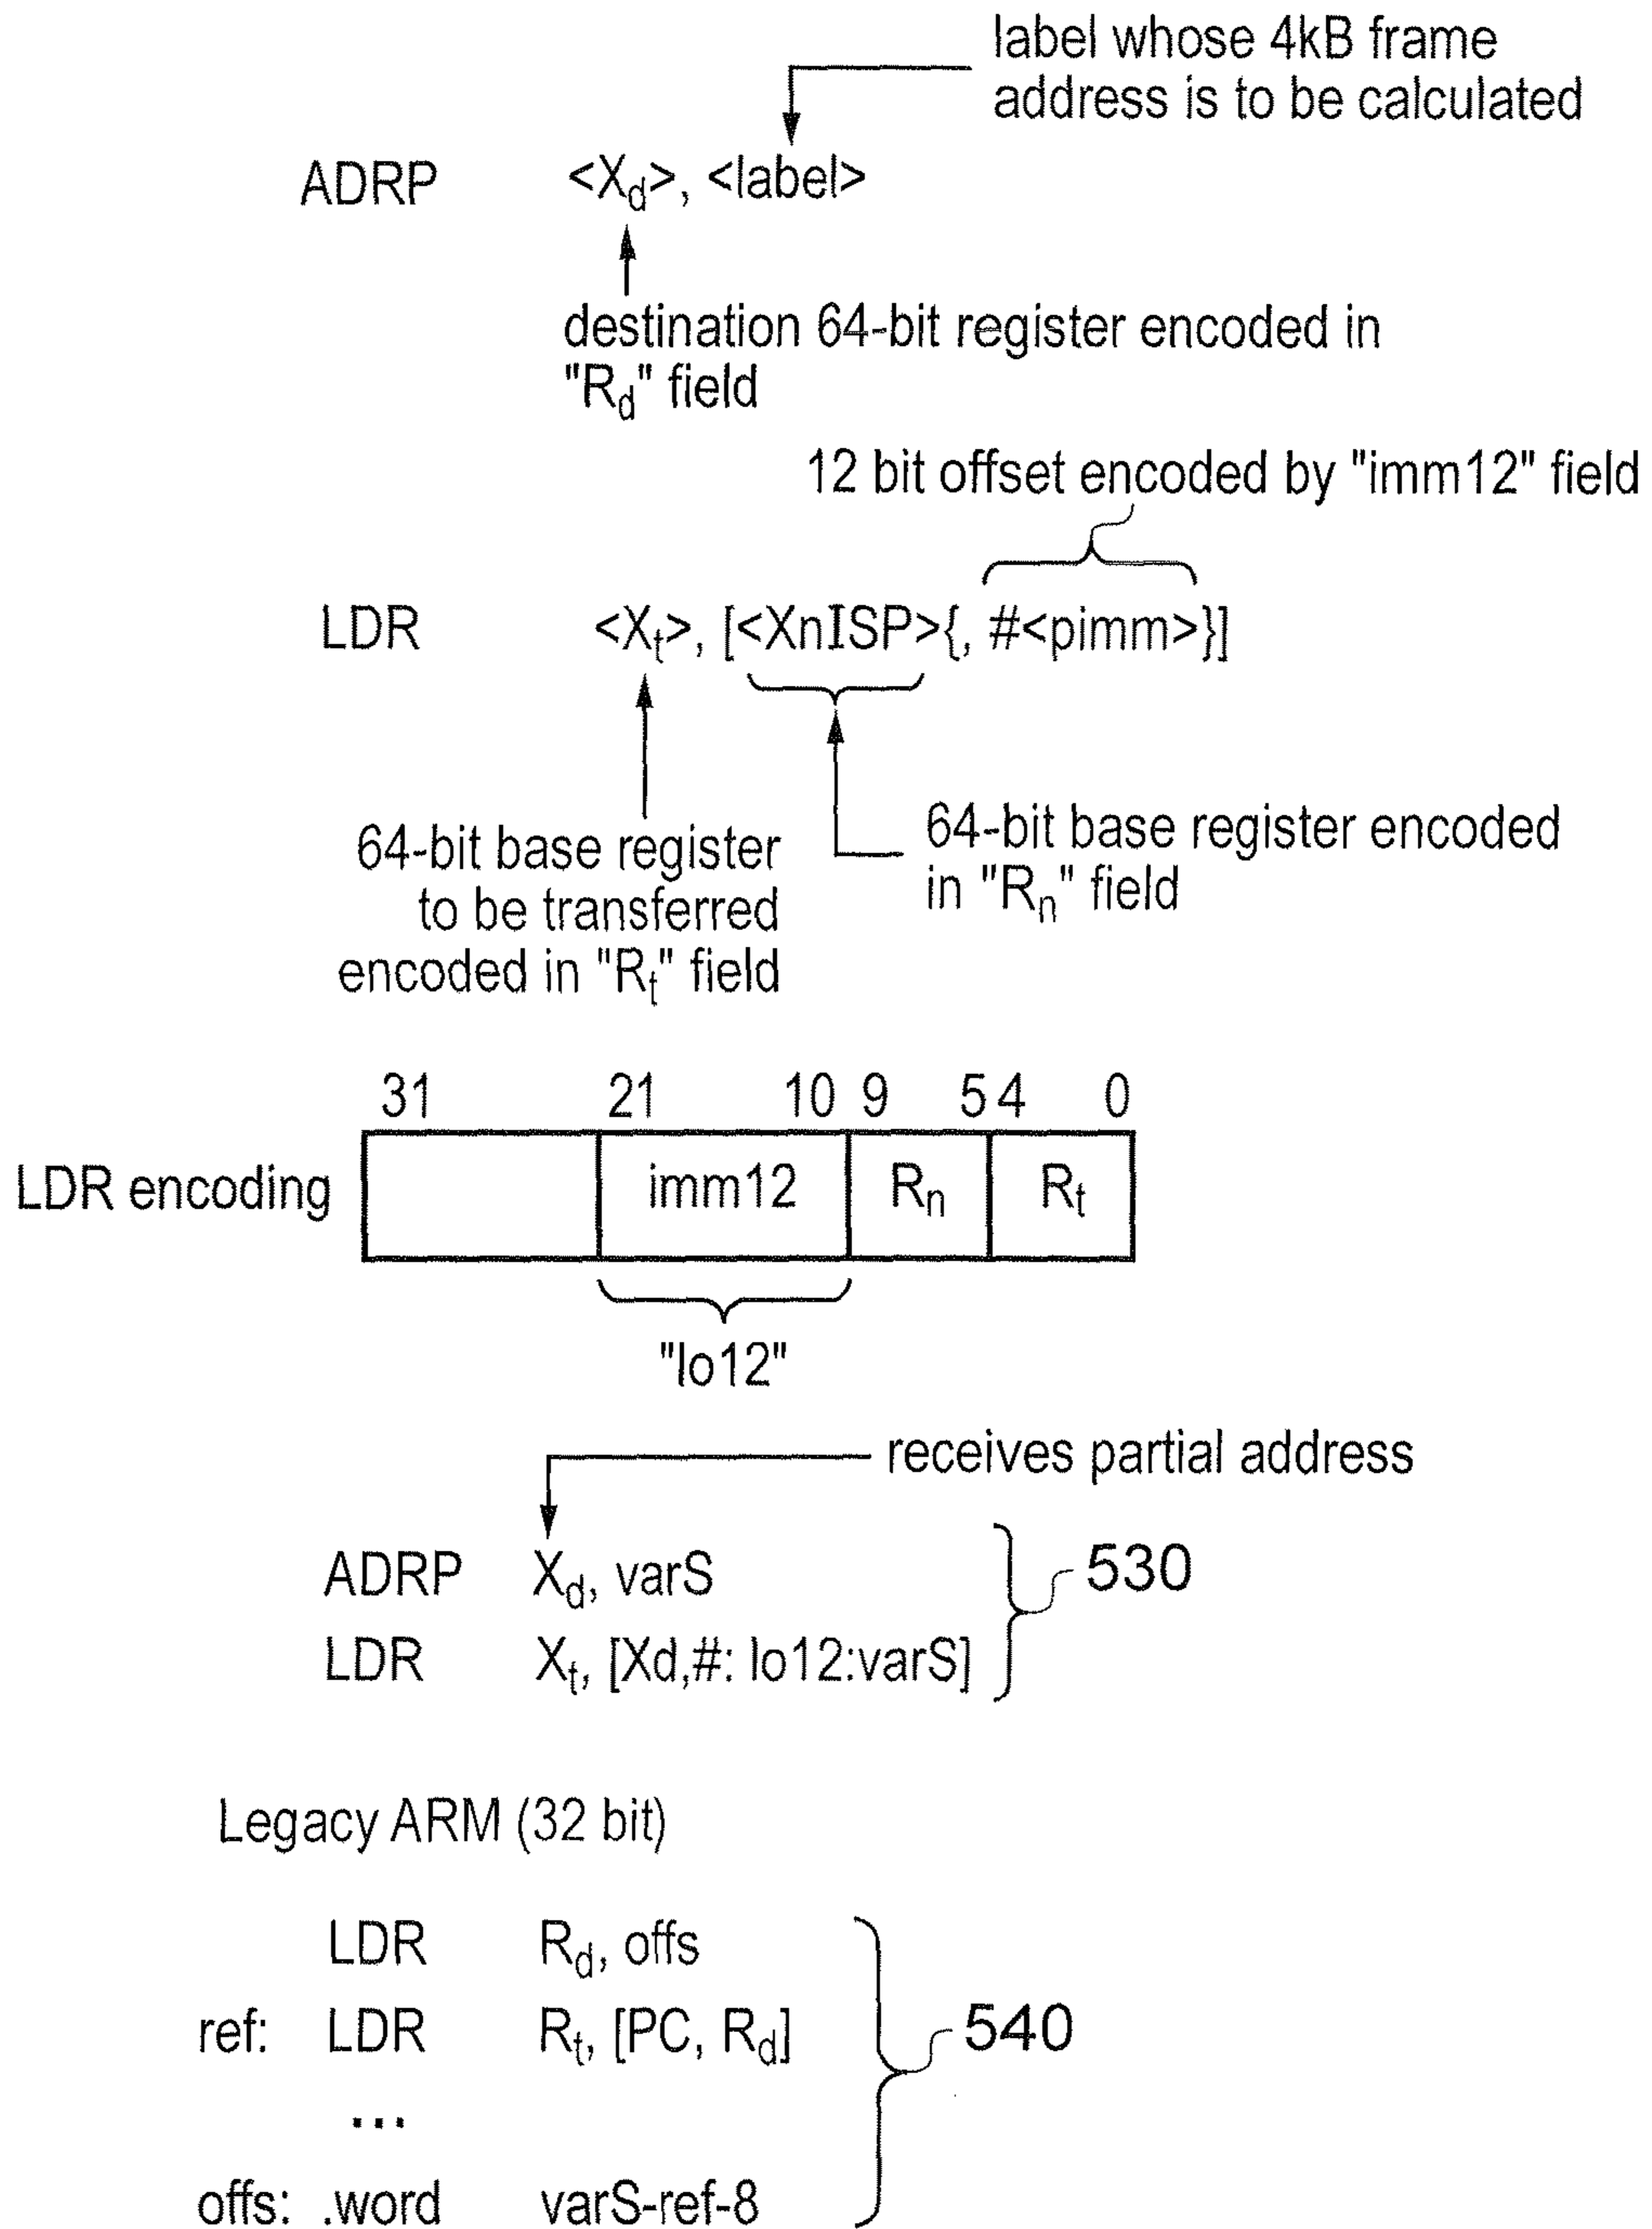 label whose 4kB frame
address is to be calculated
ADRP <Xd>, <label>
destination 64-bit register encoded in
"Rd" field
12 bit offset encoded by "imm12" field
LDR <Xt>, [<XnISP>{, #<pimm>}]
64-bit base register
to be transferred
encoded in "Rt" field
64-bit base register encoded
in "Rn" field
31 21 10 9 5 4 0
LDR encoding imm12 Rn Rt
"lo12"
receives partial address
ADRP Xd, varS
LDR Xt, [Xd,#: lo12:varS]
530
Legacy ARM (32 bit)
LDR Rd, offs
ref: LDR Rt, [PC, Rd]
...
offs: .word varS-ref-8
540